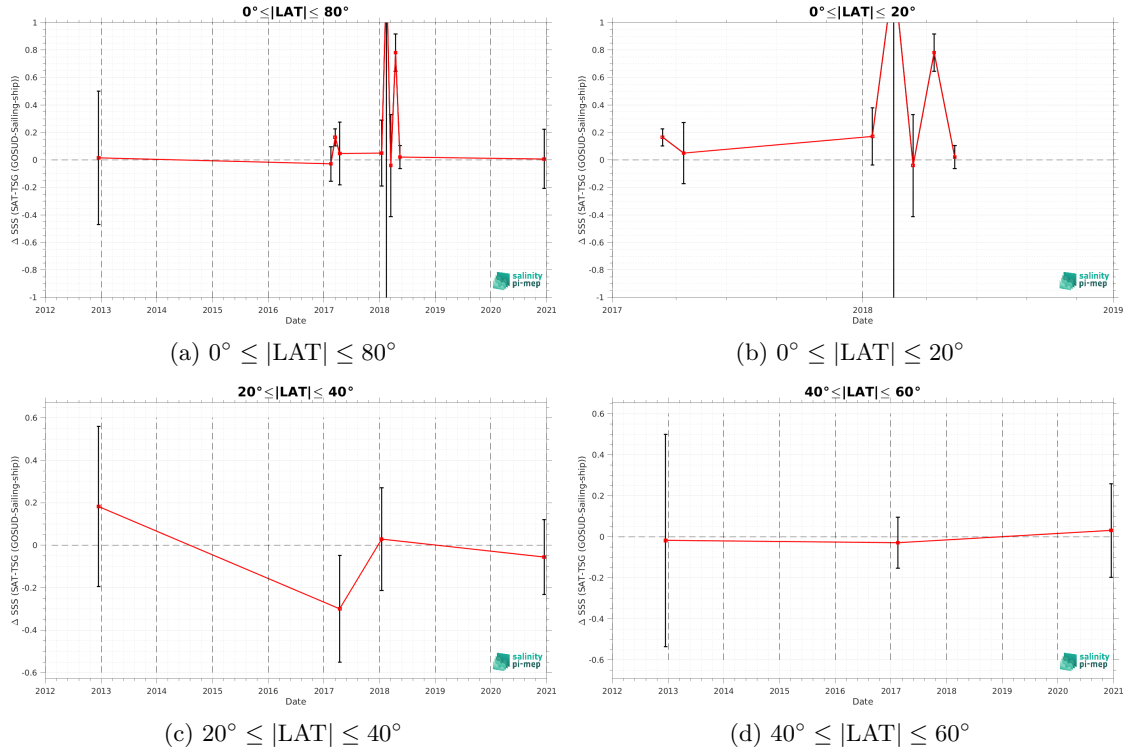 0°≤|LAT|≤ 80°
1
0.8
0.6
0.4
0.2
0
-0.2
-0.4
-0.6
-0.8
-1
Δ SSS (SAT-TSG (GOSUD-Sailing-ship))
2012 2013 2014 2015 2016 2017 2018 2019 2020 2021
Date
salinity
pi-mep
(a) 0° ≤ |LAT| ≤ 80°
0°≤|LAT|≤ 20°
1
0.8
0.6
0.4
0.2
0
-0.2
-0.4
-0.6
-0.8
-1
Δ SSS (SAT-TSG (GOSUD-Sailing-ship))
2017 2018 2019
Date
salinity
pi-mep
(b) 0° ≤ |LAT| ≤ 20°
20°≤|LAT|≤ 40°
0.6
0.4
0.2
0
-0.2
-0.4
-0.6
Δ SSS (SAT-TSG (GOSUD-Sailing-ship))
2012 2013 2014 2015 2016 2017 2018 2019 2020 2021
Date
salinity
pi-mep
(c) 20° ≤ |LAT| ≤ 40°
40°≤|LAT|≤ 60°
0.6
0.4
0.2
0
-0.2
-0.4
-0.6
Δ SSS (SAT-TSG (GOSUD-Sailing-ship))
2012 2013 2014 2015 2016 2017 2018 2019 2020 2021
Date
salinity
pi-mep
(d) 40° ≤ |LAT| ≤ 60°